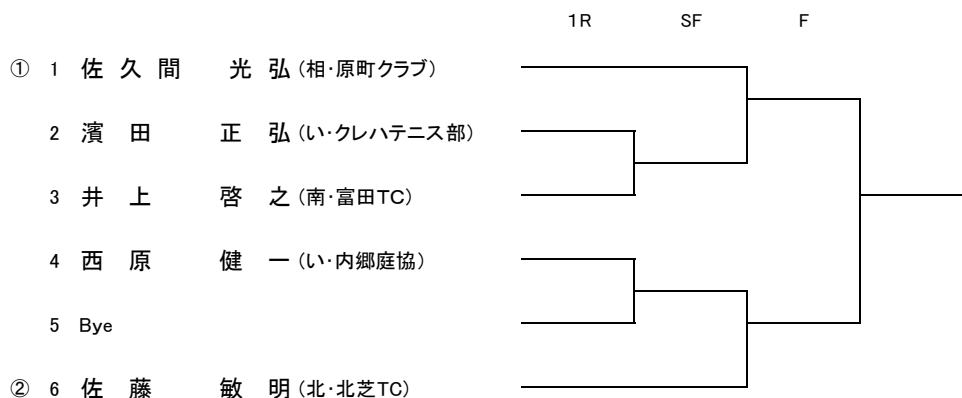 1R SF F
① 1 佐久間 光弘 (相・原町クラブ)
2 濱田 正弘 (い・クレハテニス部)
3 井上 啓之 (南・富田TC)
4 西原 健一 (い・内郷庭協)
5 Bye
② 6 佐藤 敏明 (北・北芝TC)